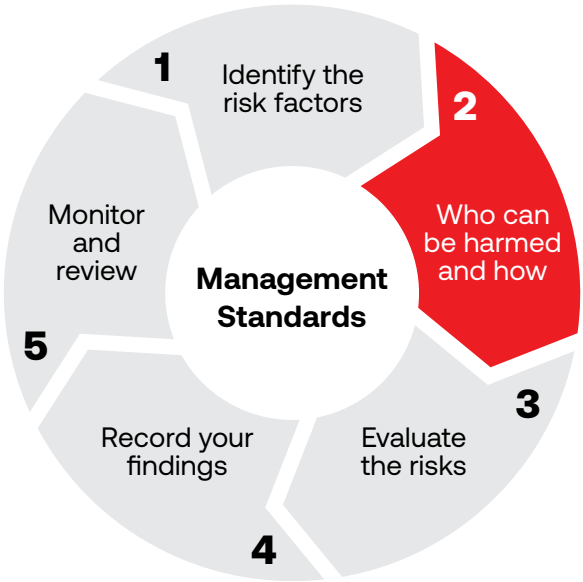 1
Identify the
risk factors
2
Who can
be harmed
and how
3
Evaluate
the risks
4
Record your
findings
5
Monitor
and
review
Management
Standards